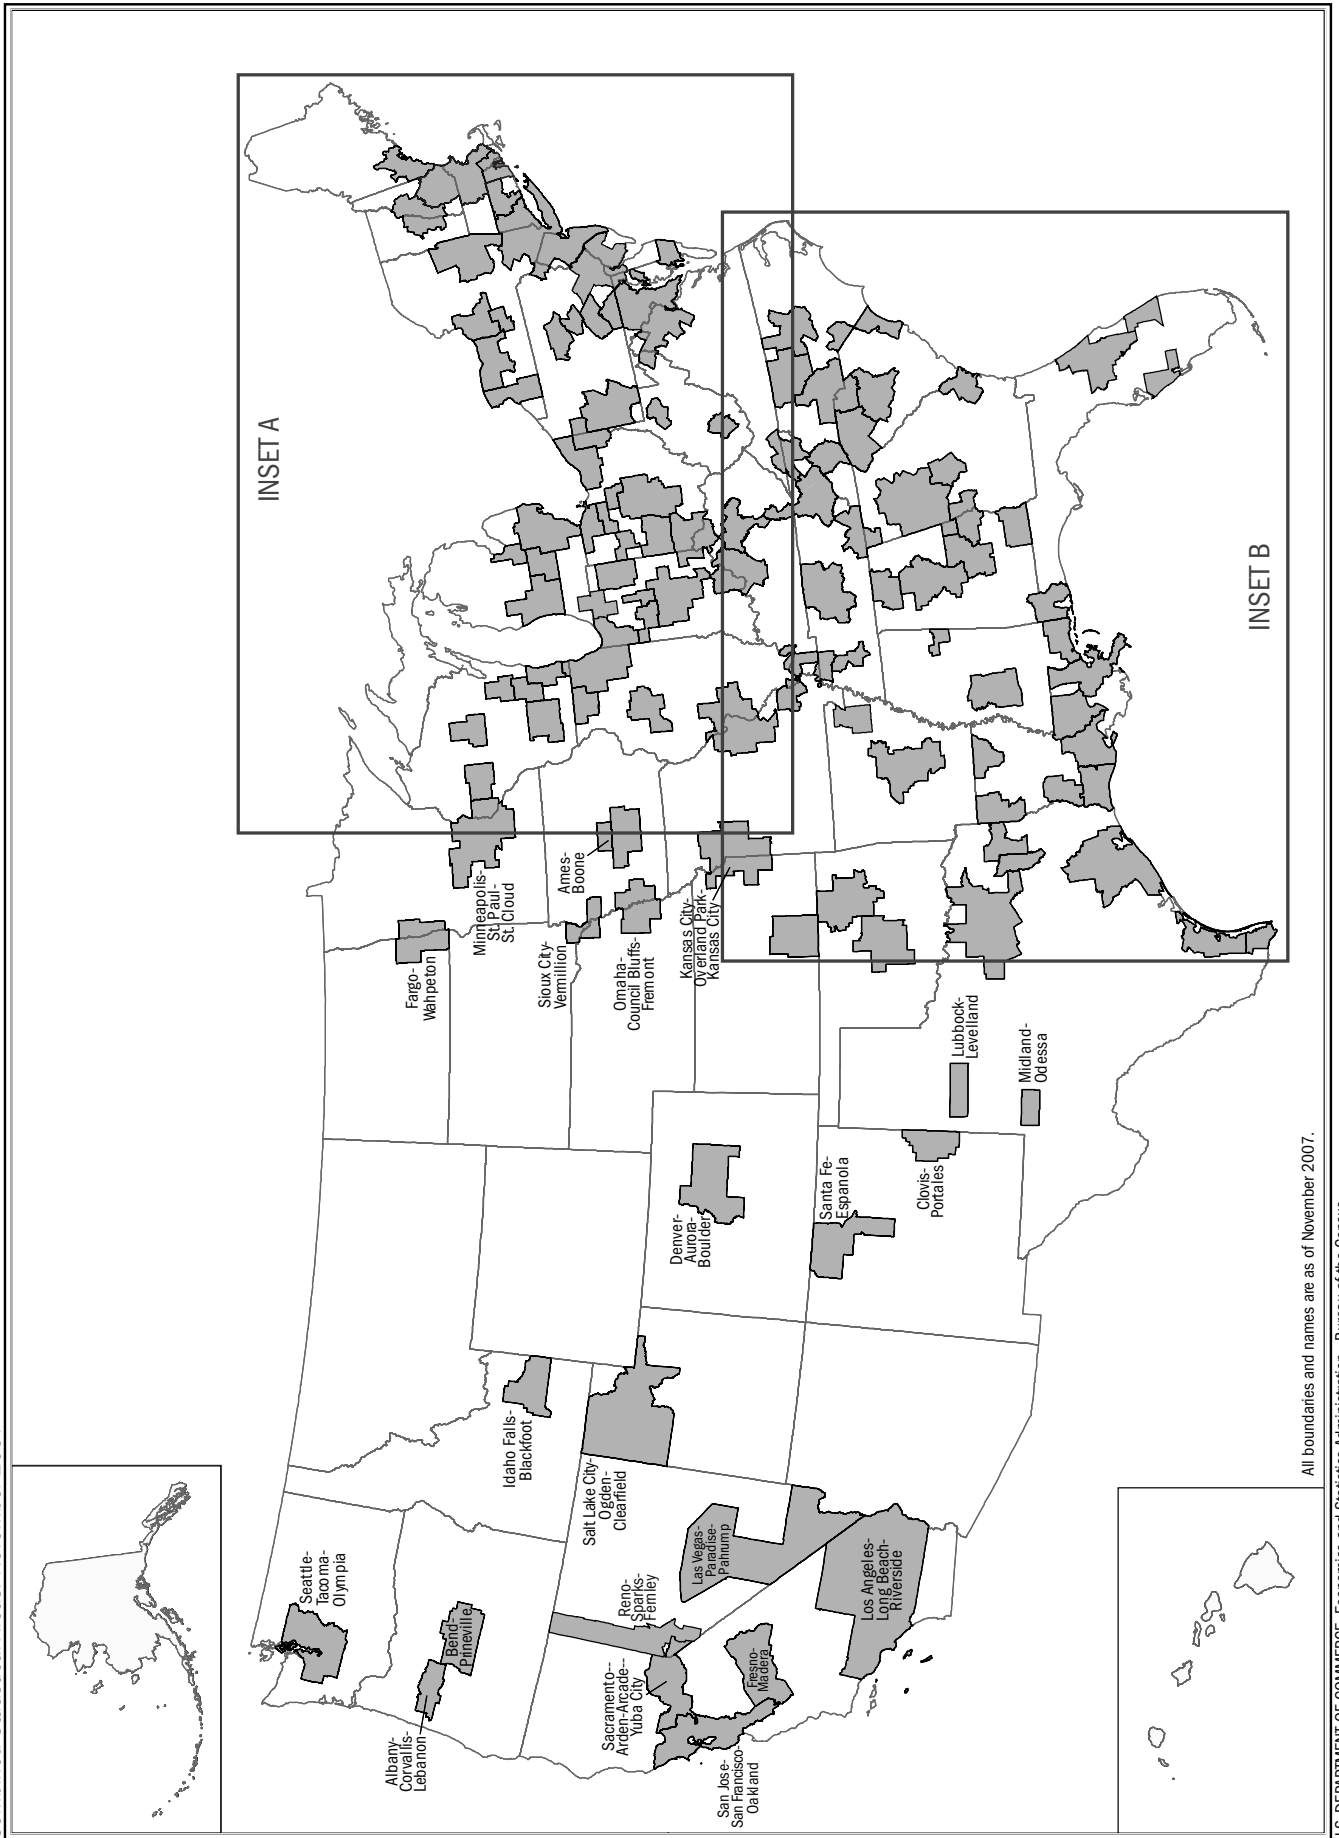 INSET A
INSET B
Seattle-
Tacoma-
Olympia
Albany-
Corvallis-
Lebanon
Bend-
Prineville
Idaho Falls-
Blackfoot
Salt Lake City-
Ogden-
Clearfield
Reno-
Sparks-
Fernley
Sacramento--
Arden-Arcade--
Yuba City
San Jose-
San Francisco-
Oakland
Fresno-
Madera
Las Vegas-
Paradise-
Pahrump
Los Angeles-
Long Beach-
Riverside
Denver-
Aurora-
Boulder
Santa Fe-
Espanola
Clovis-
Portales
Lubbock-
Levelland
Midland-
Odessa
Fargo-
Wahpeton
Minneapolis-
St. Paul-
St. Cloud
Sioux City-
Vermillion
Ames-
Boone
Omaha-
Council Bluffs-
Fremont
Kansas City-
Overland Park-
Kansas City
All boundaries and names are as of November 2007.